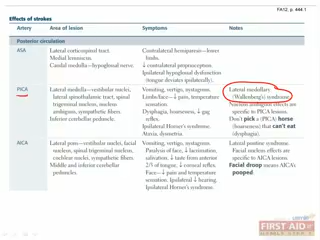 FA12, p. 444.1
Effects of strokes
Artery Area of lesion Symptoms Notes
Posterior circulation
ASA Lateral corticospinal tract. Contralateral hemiparesis—lower
Medial lemniscus. limbs.
Caudal medulla—hypoglossal nerve. ↓ contralateral proprioception.
Ipsilateral hypoglossal dysfunction
(tongue deviates ipsilaterally).
PICA Lateral medulla—vestibular nuclei, Vomiting, vertigo, nystagmus. Lateral medullary
lateral spinothalamic tract, spinal Limbs/face—↓ pain, temperature (Wallenberg's) syndrome.
trigeminal nucleus, nucleus sensation. Nucleus ambiguus effects are
ambiguus, sympathetic fibers. Dysphagia, hoarseness, ↓ gag specific to PICA lesions.
Inferior cerebellar peduncle. reflex. Don't pick a (PICA) horse
Ipsilateral Horner's syndrome. (hoarseness) that can't eat
Ataxia, dysmetria. (dysphagia).
AICA Lateral pons—vestibular nuclei, facial Vomiting, vertigo, nystagmus. Lateral pontine syndrome.
nucleus, spinal trigeminal nucleus, Paralysis of face, ↓ lacrimation, Facial nucleus effects are
cochlear nuclei, sympathetic fibers. salivation, ↓ taste from anterior specific to AICA lesions.
Middle and inferior cerebellar 2/3 of tongue, ↓ corneal reflex. Facial droop means AICA's
peduncles. Face—↓ pain and temperature pooped.
sensation. Ipsilateral ↓ hearing.
Ipsilateral Horner's syndrome.
FIRST AID